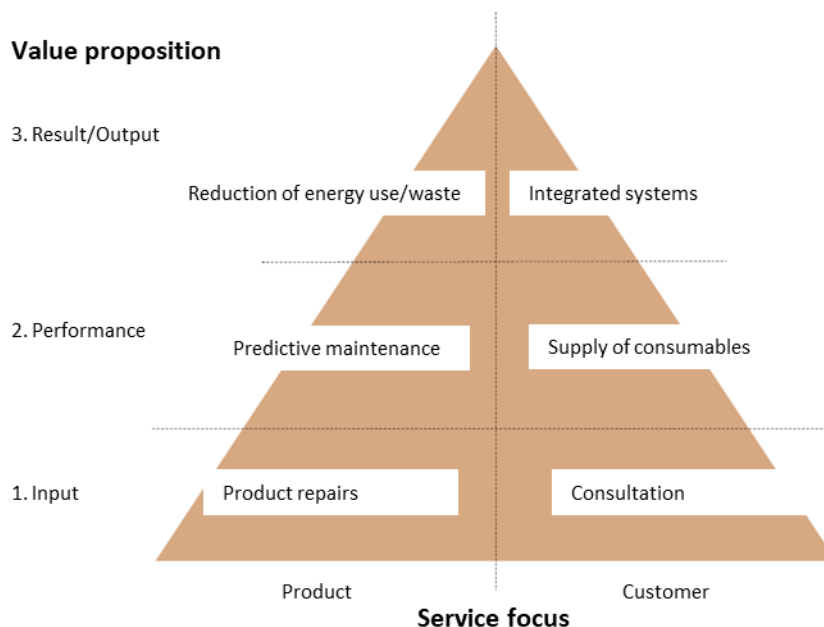 Value proposition
3. Result/Output
Reduction of energy use/waste
Integrated systems
2. Performance
Predictive maintenance
Supply of consumables
1. Input
Product repairs
Consultation
Product
Customer
Service focus